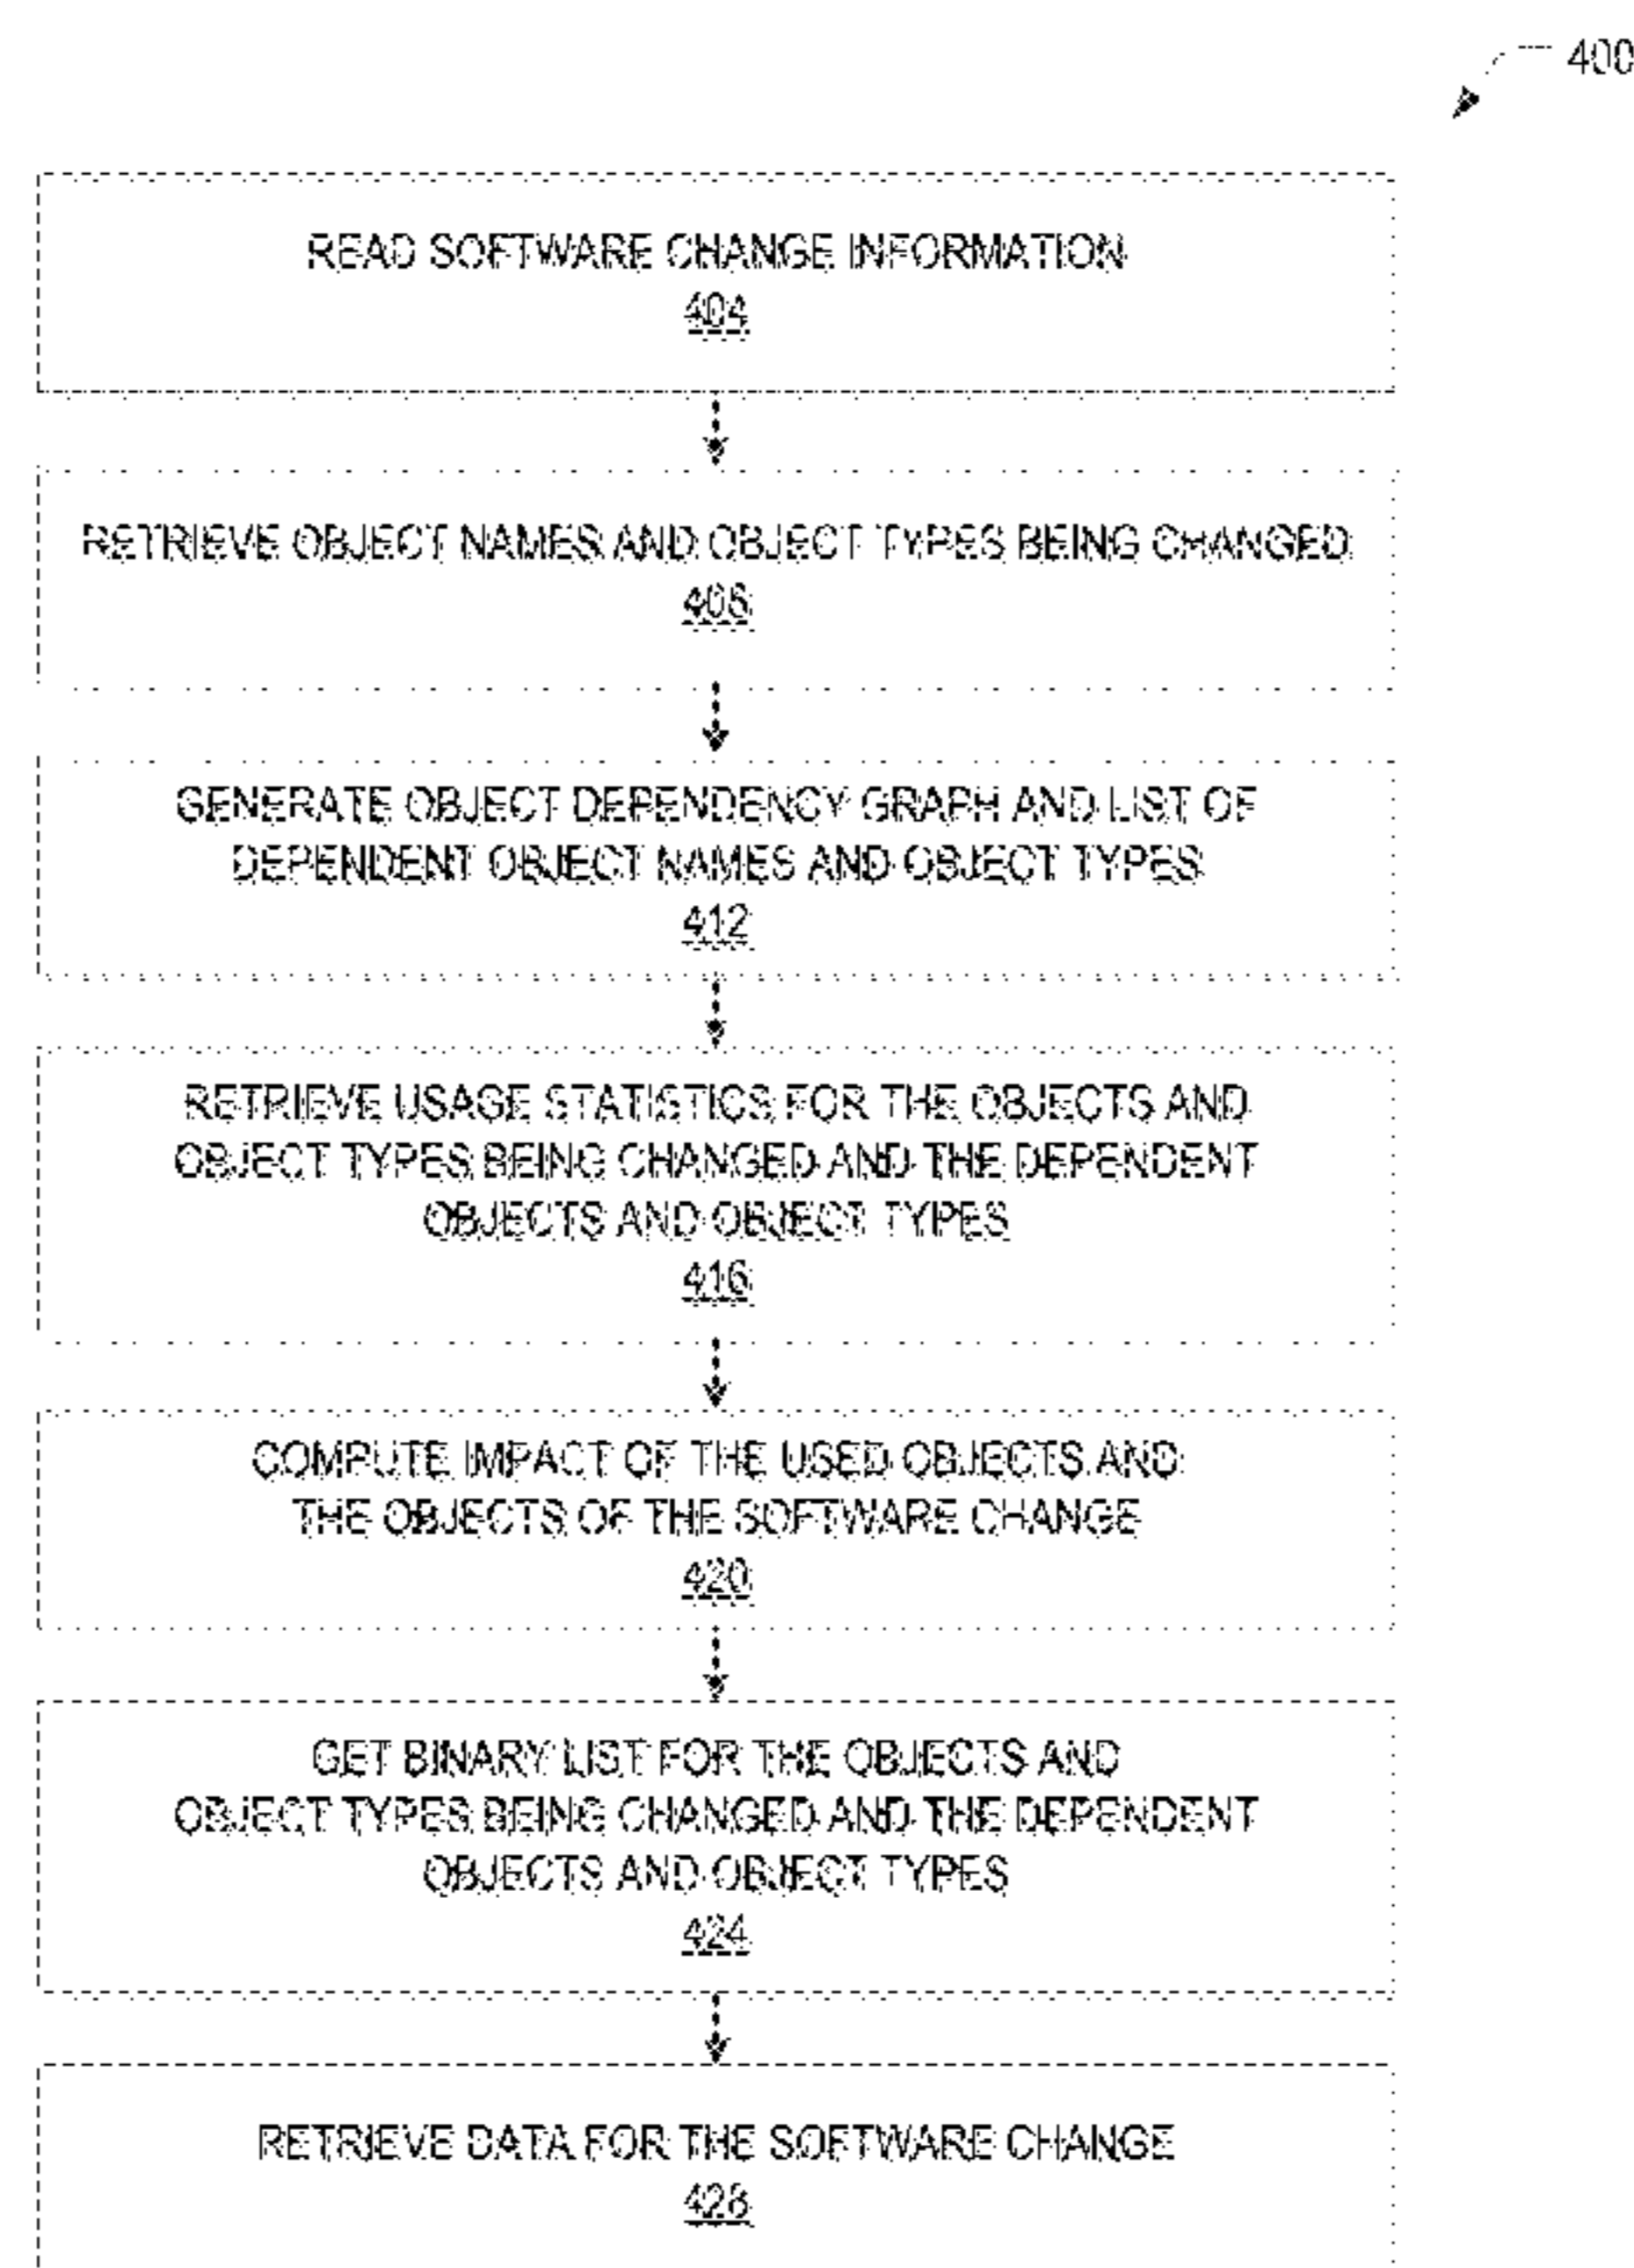 400
READ SOFTWARE CHANGE INFORMATION
404
RETRIEVE OBJECT NAMES AND OBJECT TYPES BEING CHANGED
408
GENERATE OBJECT DEPENDENCY GRAPH AND LIST OF
DEPENDENT OBJECT NAMES AND OBJECT TYPES
412
RETRIEVE USAGE STATISTICS FOR THE OBJECTS AND
OBJECT TYPES BEING CHANGED AND THE DEPENDENT
OBJECTS AND OBJECT TYPES
416
COMPUTE IMPACT OF THE USED OBJECTS AND
THE OBJECTS OF THE SOFTWARE CHANGE
420
GET BINARY LIST FOR THE OBJECTS AND
OBJECT TYPES BEING CHANGED AND THE DEPENDENT
OBJECTS AND OBJECT TYPES
424
RETRIEVE DATA FOR THE SOFTWARE CHANGE
428